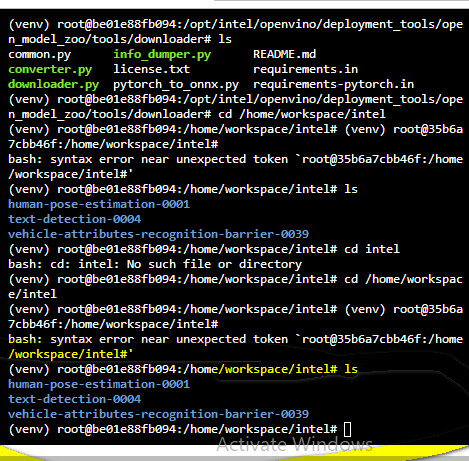 (venv) root@be01e88fb094:/opt/intel/openvino/deployment_tools/ope
n_model_zoo/tools/downloader# ls
common.py info_dumper.py README.md
converter.py license.txt requirements.in
downloader.py pytorch_to_onnx.py requirements-pytorch.in
(venv) root@be01e88fb094:/opt/intel/openvino/deployment_tools/ope
n_model_zoo/tools/downloader# cd /home/workspace/intel
(venv) root@be01e88fb094:/home/workspace/intel# (venv) root@35b6a
7cbb46f:/home/workspace/intel#
bash: syntax error near unexpected token `root@35b6a7cbb46f:/home
/workspace/intel#'
(venv) root@be01e88fb094:/home/workspace/intel# ls
human-pose-estimation-0001
text-detection-0004
vehicle-attributes-recognition-barrier-0039
(venv) root@be01e88fb094:/home/workspace/intel# cd intel
bash: cd: intel: No such file or directory
(venv) root@be01e88fb094:/home/workspace/intel# cd /home/workspac
e/intel
(venv) root@be01e88fb094:/home/workspace/intel# (venv) root@35b6a
7cbb46f:/home/workspace/intel#
bash: syntax error near unexpected token `root@35b6a7cbb46f:/home
/workspace/intel#'
(venv) root@be01e88fb094:/home/workspace/intel# ls
human-pose-estimation-0001
text-detection-0004
vehicle-attributes-recognition-barrier-0039
(venv) root@be01e88fb094:/home/workspace/intel#
Activate Windows